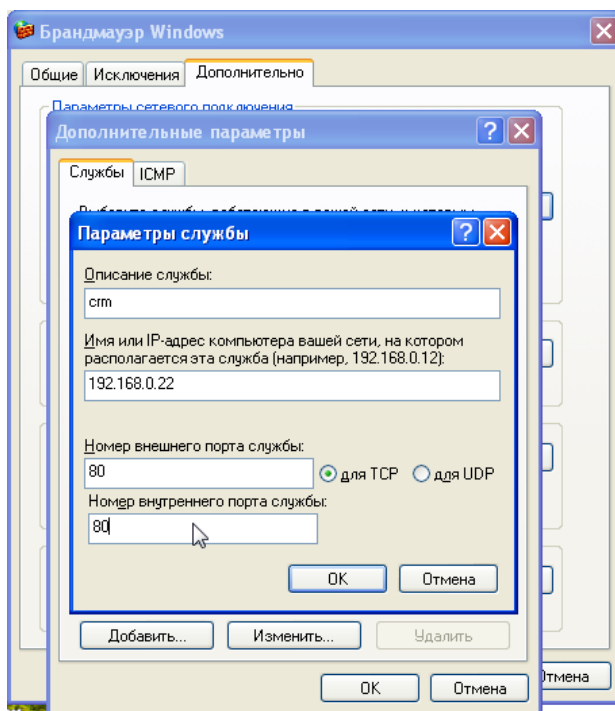 Брандмауэр Windows
Общие Исключения Дополнительно
Параметры сетевого подключения
Дополнительные параметры
Службы ICMP
Параметры службы
Описание службы:
crm
Имя или IP-адрес компьютера вашей сети, на котором
располагается эта служба (например, 192.168.0.12):
192.168.0.22
Номер внешнего порта службы:
80 для TCP для UDP
Номер внутреннего порта службы:
80
OK Отмена
Добавить... Изменить... Удалить
Отмена
OK Отмена